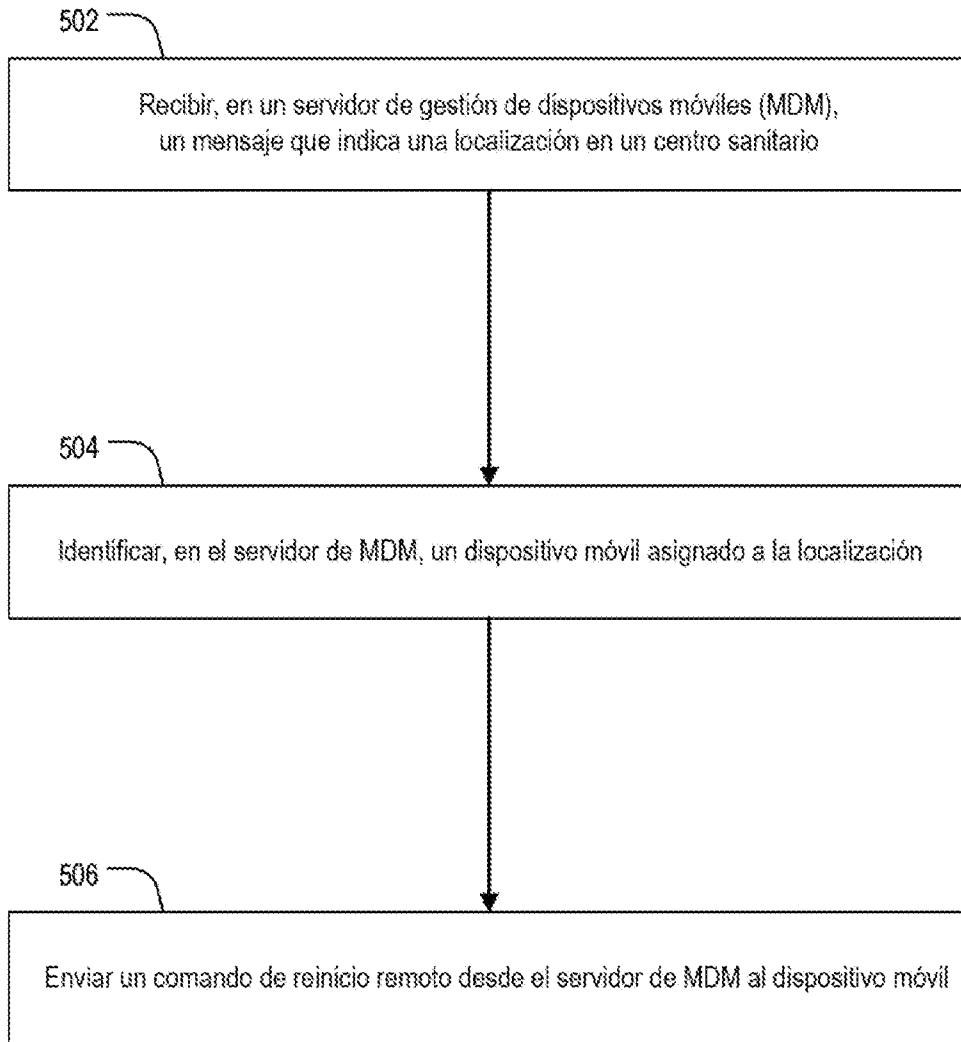 502
Recibir, en un servidor de gestión de dispositivos móviles (MDM),
un mensaje que indica una localización en un centro sanitario
504
Identificar, en el servidor de MDM, un dispositivo móvil asignado a la localización
506
Enviar un comando de reinicio remoto desde el servidor de MDM al dispositivo móvil